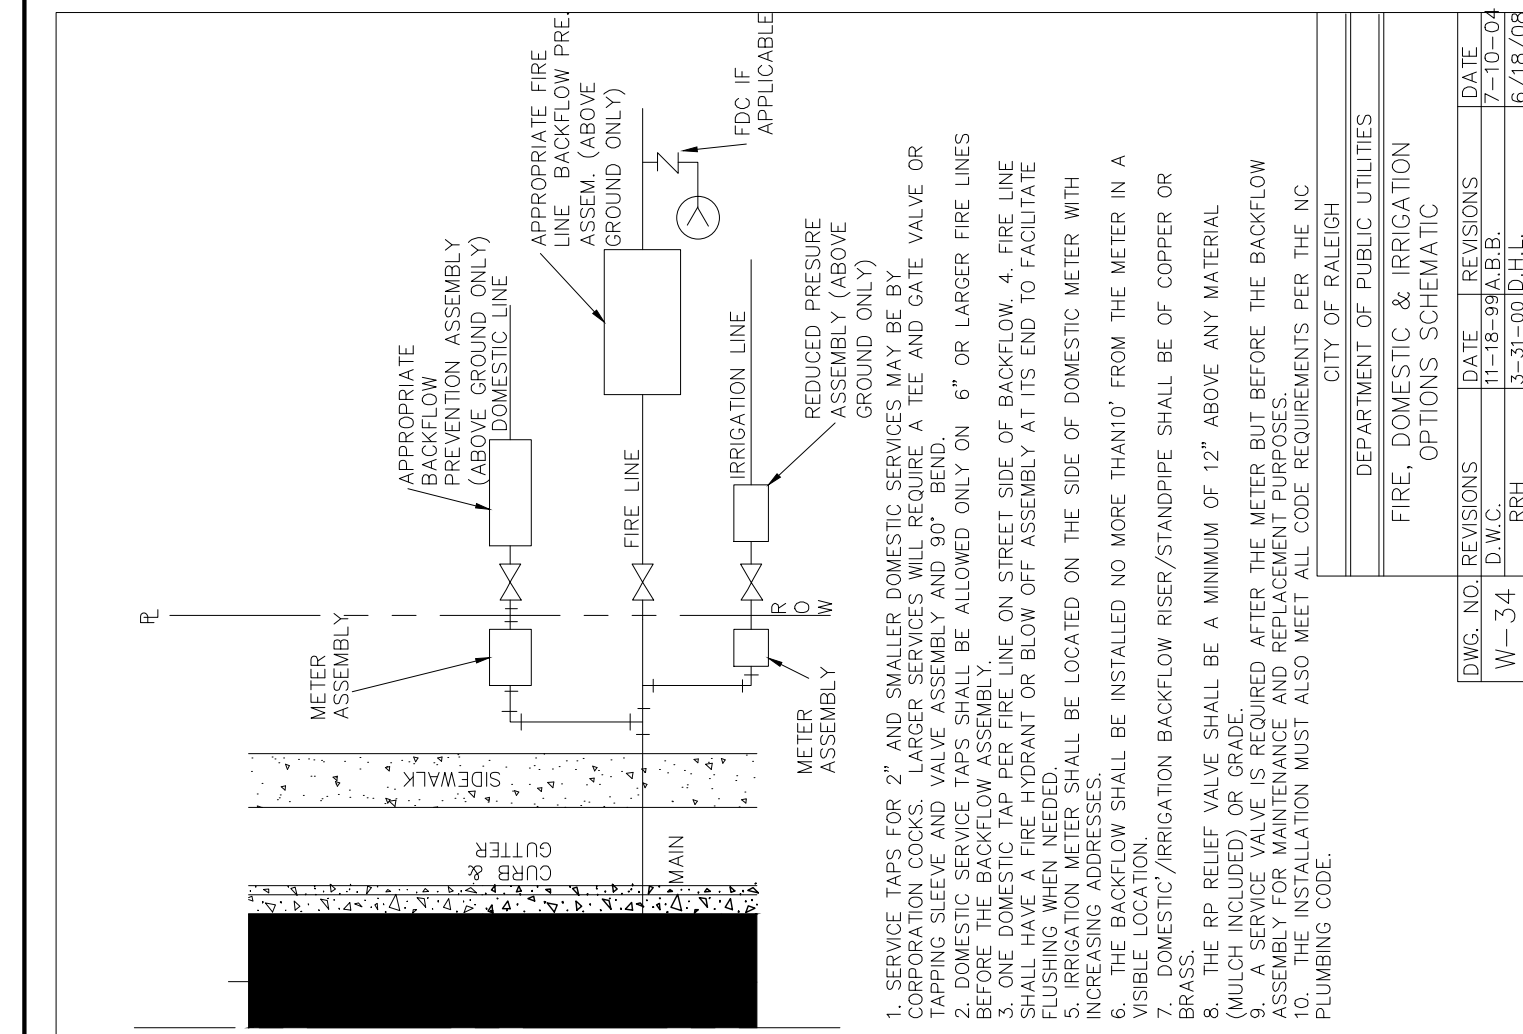 PL
METER
ASSEMBLY
APPROPRIATE
BACKFLOW
PREVENTION ASSEMBLY
(ABOVE GROUND ONLY)
DOMESTIC LINE
APPROPRIATE FIRE
LINE BACKFLOW PRE.
ASSEM. (ABOVE
GROUND ONLY)
FIRE LINE
FDC IF
APPLICABLE
IRRIGATION LINE
REDUCED PRESURE
ASSEMBLY (ABOVE
GROUND ONLY)
R O W
METER
ASSEMBLY
SIDEWALK
CURB &
GUTTER
MAIN
1. SERVICE TAPS FOR 2" AND SMALLER DOMESTIC SERVICES MAY BE BY
CORPORATION COCKS. LARGER SERVICES WILL REQUIRE A TEE AND GATE VALVE OR
TAPPING SLEEVE AND VALVE ASSEMBLY AND 90° BEND.
2. DOMESTIC SERVICE TAPS SHALL BE ALLOWED ONLY ON 6" OR LARGER FIRE LINES
BEFORE THE BACKFLOW ASSEMBLY.
3. ONE DOMESTIC TAP PER FIRE LINE ON STREET SIDE OF BACKFLOW. 4. FIRE LINE
SHALL HAVE A FIRE HYDRANT OR BLOW OFF ASSEMBLY AT ITS END TO FACILITATE
FLUSHING WHEN NEEDED.
5. IRRIGATION METER SHALL BE LOCATED ON THE SIDE OF DOMESTIC METER WITH
INCREASING ADDRESSES.
6. THE BACKFLOW SHALL BE INSTALLED NO MORE THAN10' FROM THE METER IN A
VISIBLE LOCATION.
7. DOMESTIC'/IRRIGATION BACKFLOW RISER/STANDPIPE SHALL BE OF COPPER OR
BRASS.
8. THE RP RELIEF VALVE SHALL BE A MINIMUM OF 12" ABOVE ANY MATERIAL
(MULCH INCLUDED) OR GRADE.
9. A SERVICE VALVE IS REQUIRED AFTER THE METER BUT BEFORE THE BACKFLOW
ASSEMBLY FOR MAINTENANCE AND REPLACEMENT PURPOSES.
10. THE INSTALLATION MUST ALSO MEET ALL CODE REQUIREMENTS PER THE NC
PLUMBING CODE.
CITY OF RALEIGH
DEPARTMENT OF PUBLIC UTILITIES
FIRE, DOMESTIC & IRRIGATION
OPTIONS SCHEMATIC
DWG. NO. REVISIONS DATE REVISIONS DATE
W-34 D.W.C. 11-18-99 A.B.B. 7-10-04
RRH 3-31-00 D.H.L. 6/18/08